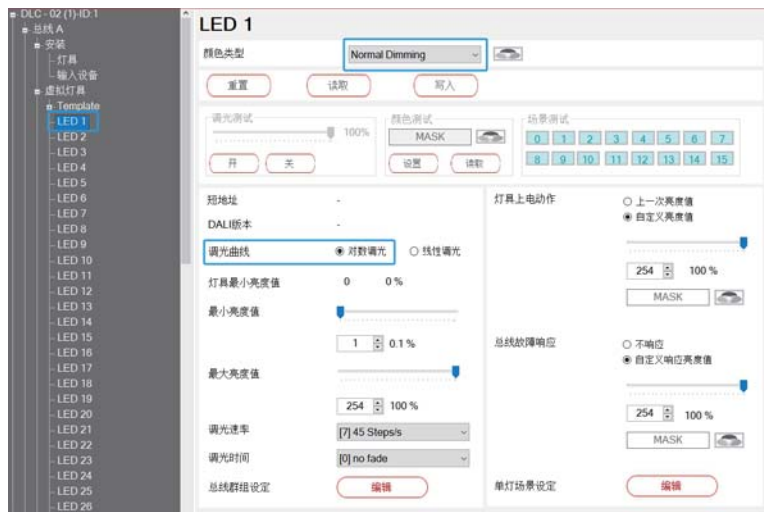 DLC - 02 (1)-ID:1
总线 A
安装
灯具
输入设备
虚拟灯具
Template
LED 1
LED 2
LED 3
LED 4
LED 5
LED 6
LED 7
LED 8
LED 9
LED 10
LED 11
LED 12
LED 13
LED 14
LED 15
LED 16
LED 17
LED 18
LED 19
LED 20
LED 21
LED 22
LED 23
LED 24
LED 25
LED 26
LED 1
颜色类型 Normal Dimming
重置 读取 写入
调光测试 100% 开 关
颜色测试 MASK 设置 读取
场景测试
0 1 2 3 4 5 6 7
8 9 10 11 12 13 14 15
短地址 -
DALI版本 -
调光曲线 对数调光 线性调光
灯具最小亮度值 0 0 %
最小亮度值
1 0.1 %
最大亮度值
254 100 %
调光速率 [7] 45 Steps/s
调光时间 [0] no fade
总线群组设定 编辑
灯具上电动作 上一次亮度值
自定义亮度值
254 100 %
MASK
总线故障响应 不响应
自定义响应亮度值
254 100 %
MASK
单灯场景设定 编辑